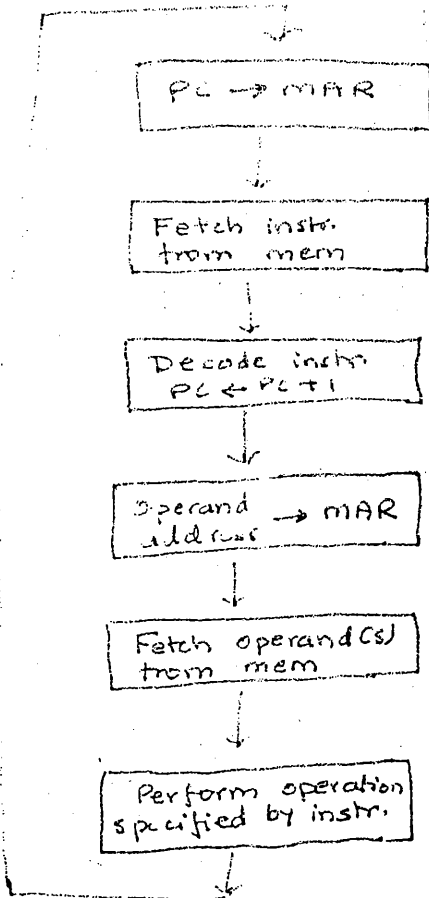 PC → MAR
Fetch instr.
from mem
Decode instr.
PC ← PC + 1
Operand → MAR
address
Fetch operand(s)
from mem
Perform operation
specified by instr.